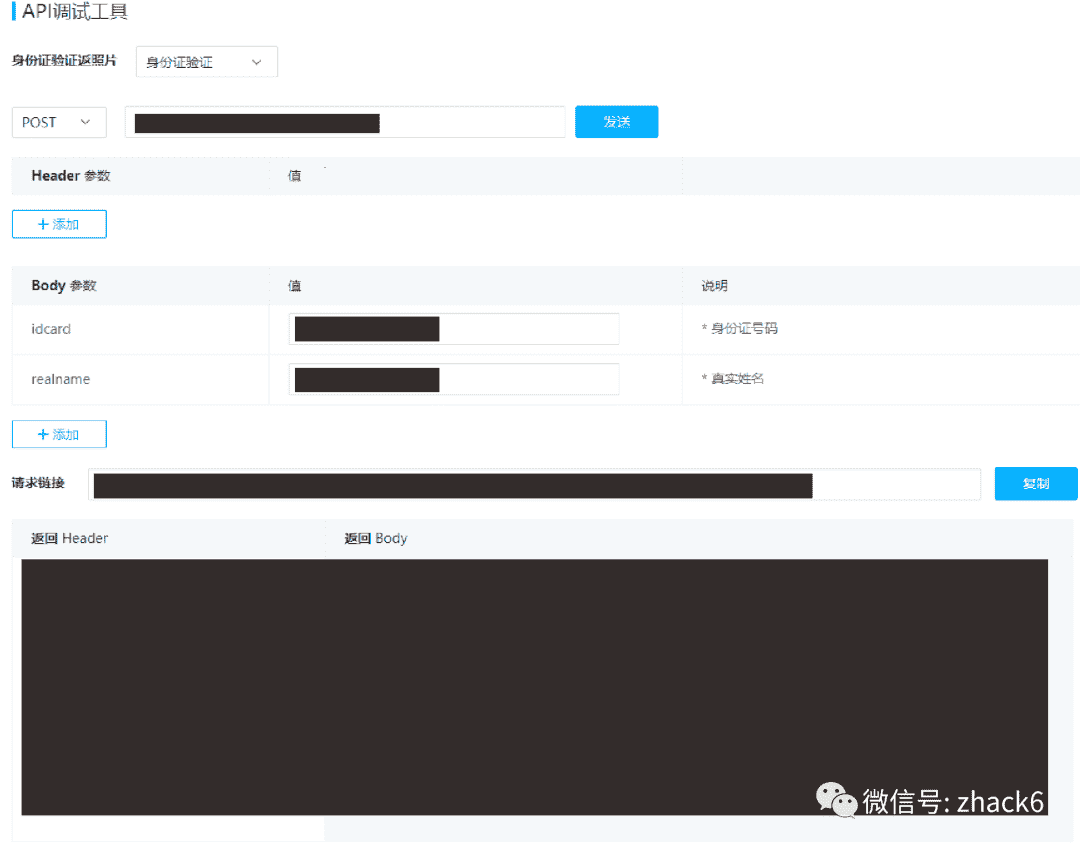 API调试工具
身份证验证返照片 身份证验证
POST 发送
Header 参数 值
+ 添加
Body 参数 值 说明
idcard * 身份证号码
realname * 真实姓名
+ 添加
请求链接 复制
返回 Header 返回 Body
微信号: zhack6